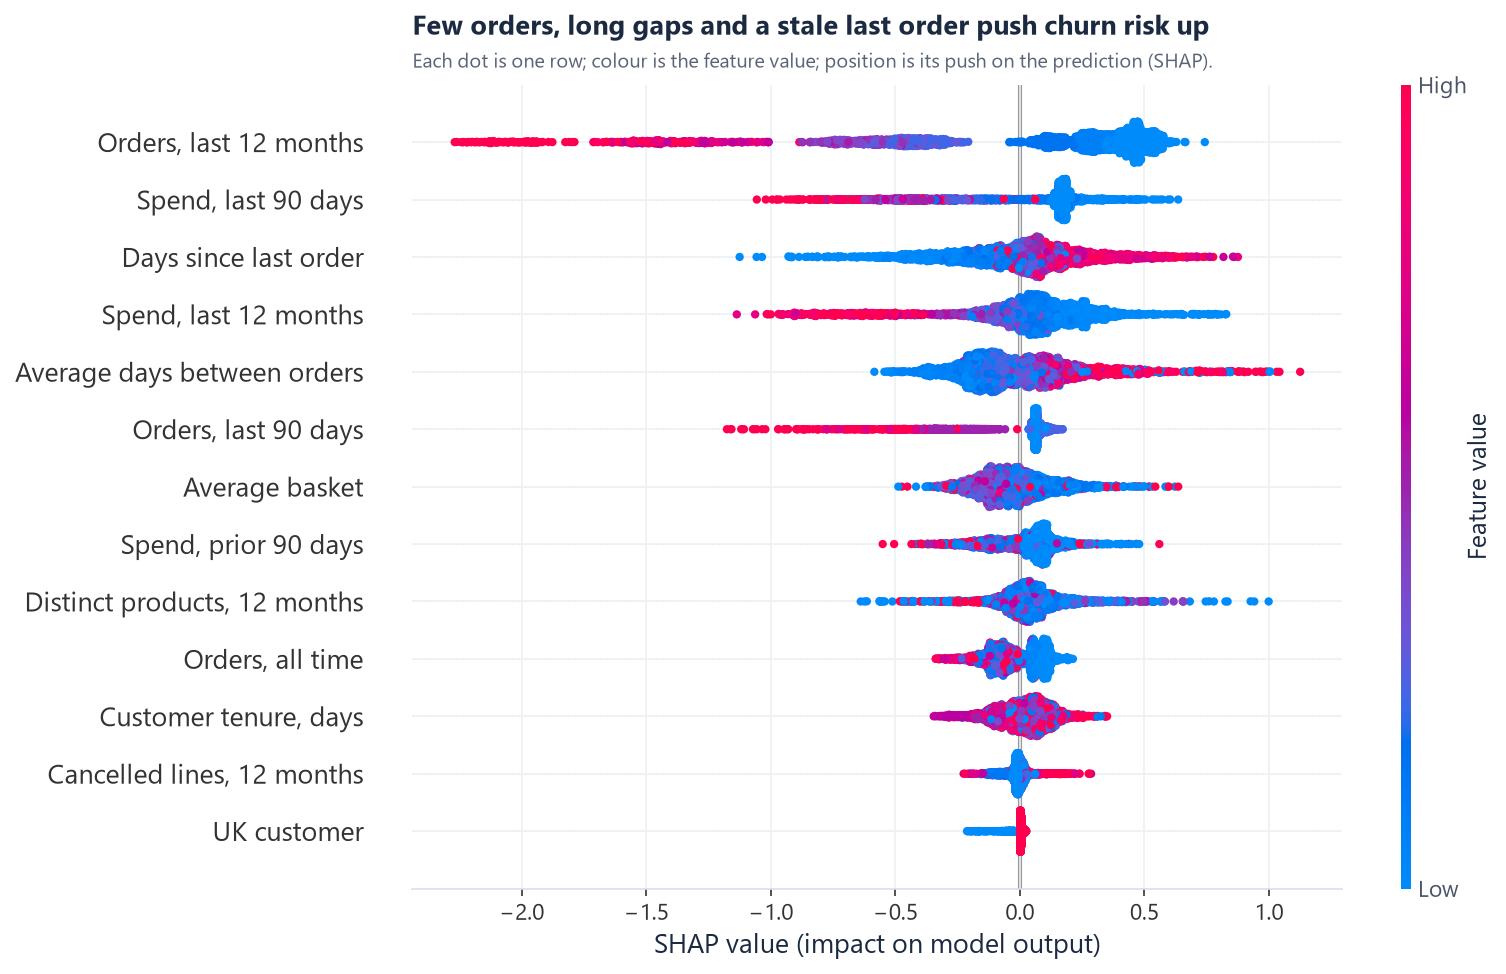 Few orders, long gaps and a stale last order push churn risk up
Each dot is one row; colour is the feature value; position is its push on the prediction (SHAP).
High
Orders, last 12 months
Spend, last 90 days
Days since last order
Spend, last 12 months
Average days between orders
Orders, last 90 days
Average basket
Spend, prior 90 days
Distinct products, 12 months
Orders, all time
Customer tenure, days
Cancelled lines, 12 months
UK customer
Feature value
Low
−2.0 −1.5 −1.0 −0.5 0.0 0.5 1.0
SHAP value (impact on model output)